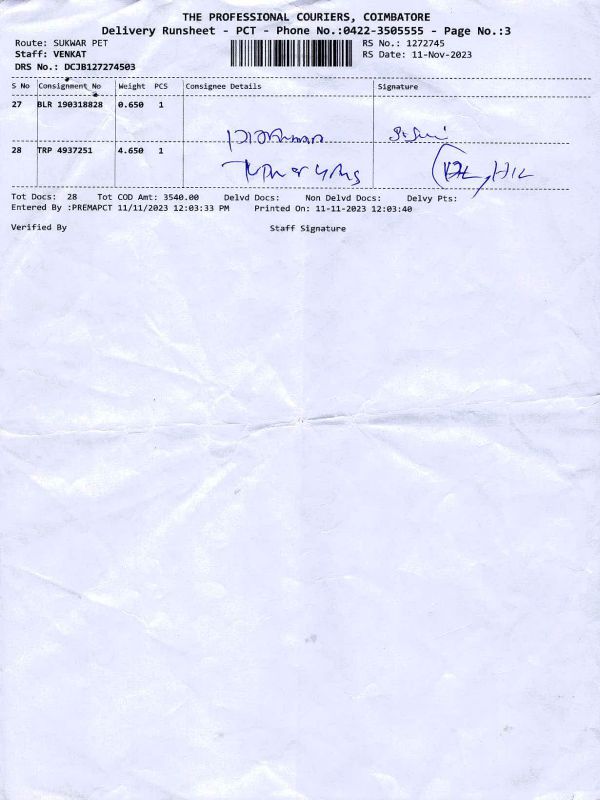 THE PROFESSIONAL COURIERS, COIMBATORE
Delivery Runsheet - PCT - Phone No.:0422-3505555 - Page No.:3
Route: SUKWAR PET RS No.: 1272745
Staff: VENKAT RS Date: 11-Nov-2023
DRS No.: DCJB127274503
S No Consignment No Weight PCS Consignee Details Signature
27 BLR 190318828 0.650 1
28 TRP 4937251 4.650 1
Tot Docs: 28 Tot COD Amt: 3540.00 Delvd Docs: Non Delvd Docs: Delvy Pts:
Entered By :PREMAPCT 11/11/2023 12:03:33 PM Printed On: 11-11-2023 12:03:40
Verified By Staff Signature